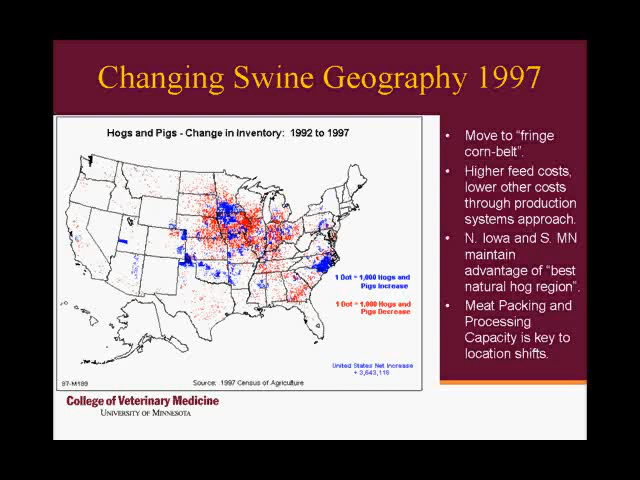 Changing Swine Geography 1997
Hogs and Pigs - Change in Inventory: 1992 to 1997
1 Dot = 1,000 Hogs and
Pigs Increase
1 Dot = 1,000 Hogs and
Pigs Decrease
United States Net Increase
+ 3,643,116
97-M189
Source: 1997 Census of Agriculture
• Move to "fringe
corn-belt".
• Higher feed costs,
lower other costs
through production
systems approach.
• N. Iowa and S. MN
maintain
advantage of "best
natural hog region".
• Meat Packing and
Processing
Capacity is key to
location shifts.
College of Veterinary Medicine
UNIVERSITY OF MINNESOTA